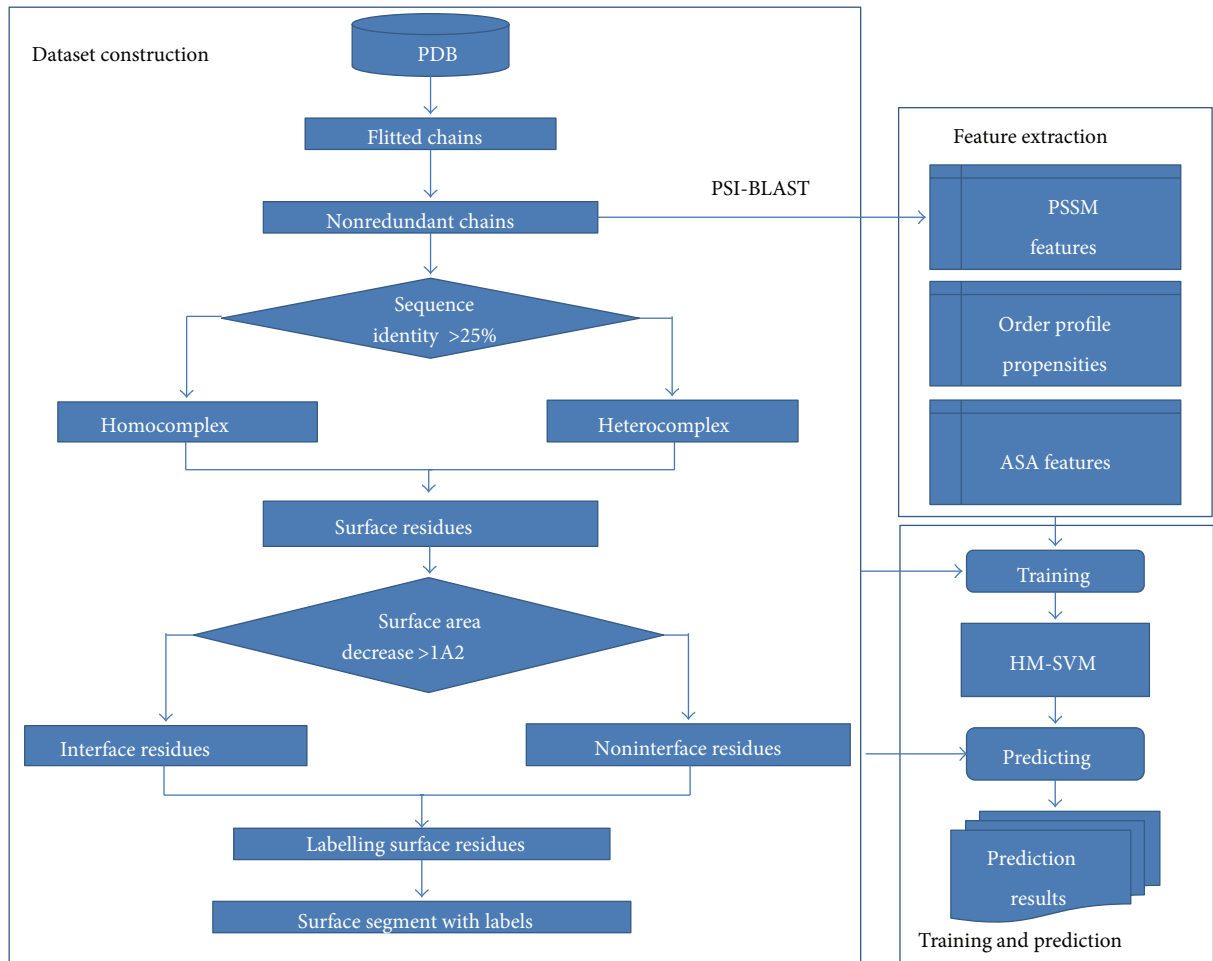 Dataset construction
PDB
Flitted chains
Nonredundant chains
PSI-BLAST
Sequence
identity >25%
Homocomplex
Heterocomplex
Surface residues
Surface area
decrease >1A2
Interface residues
Noninterface residues
Labelling surface residues
Surface segment with labels
Feature extraction
PSSM
features
Order profile
propensities
ASA features
Training
HM-SVM
Predicting
Prediction
results
Training and prediction